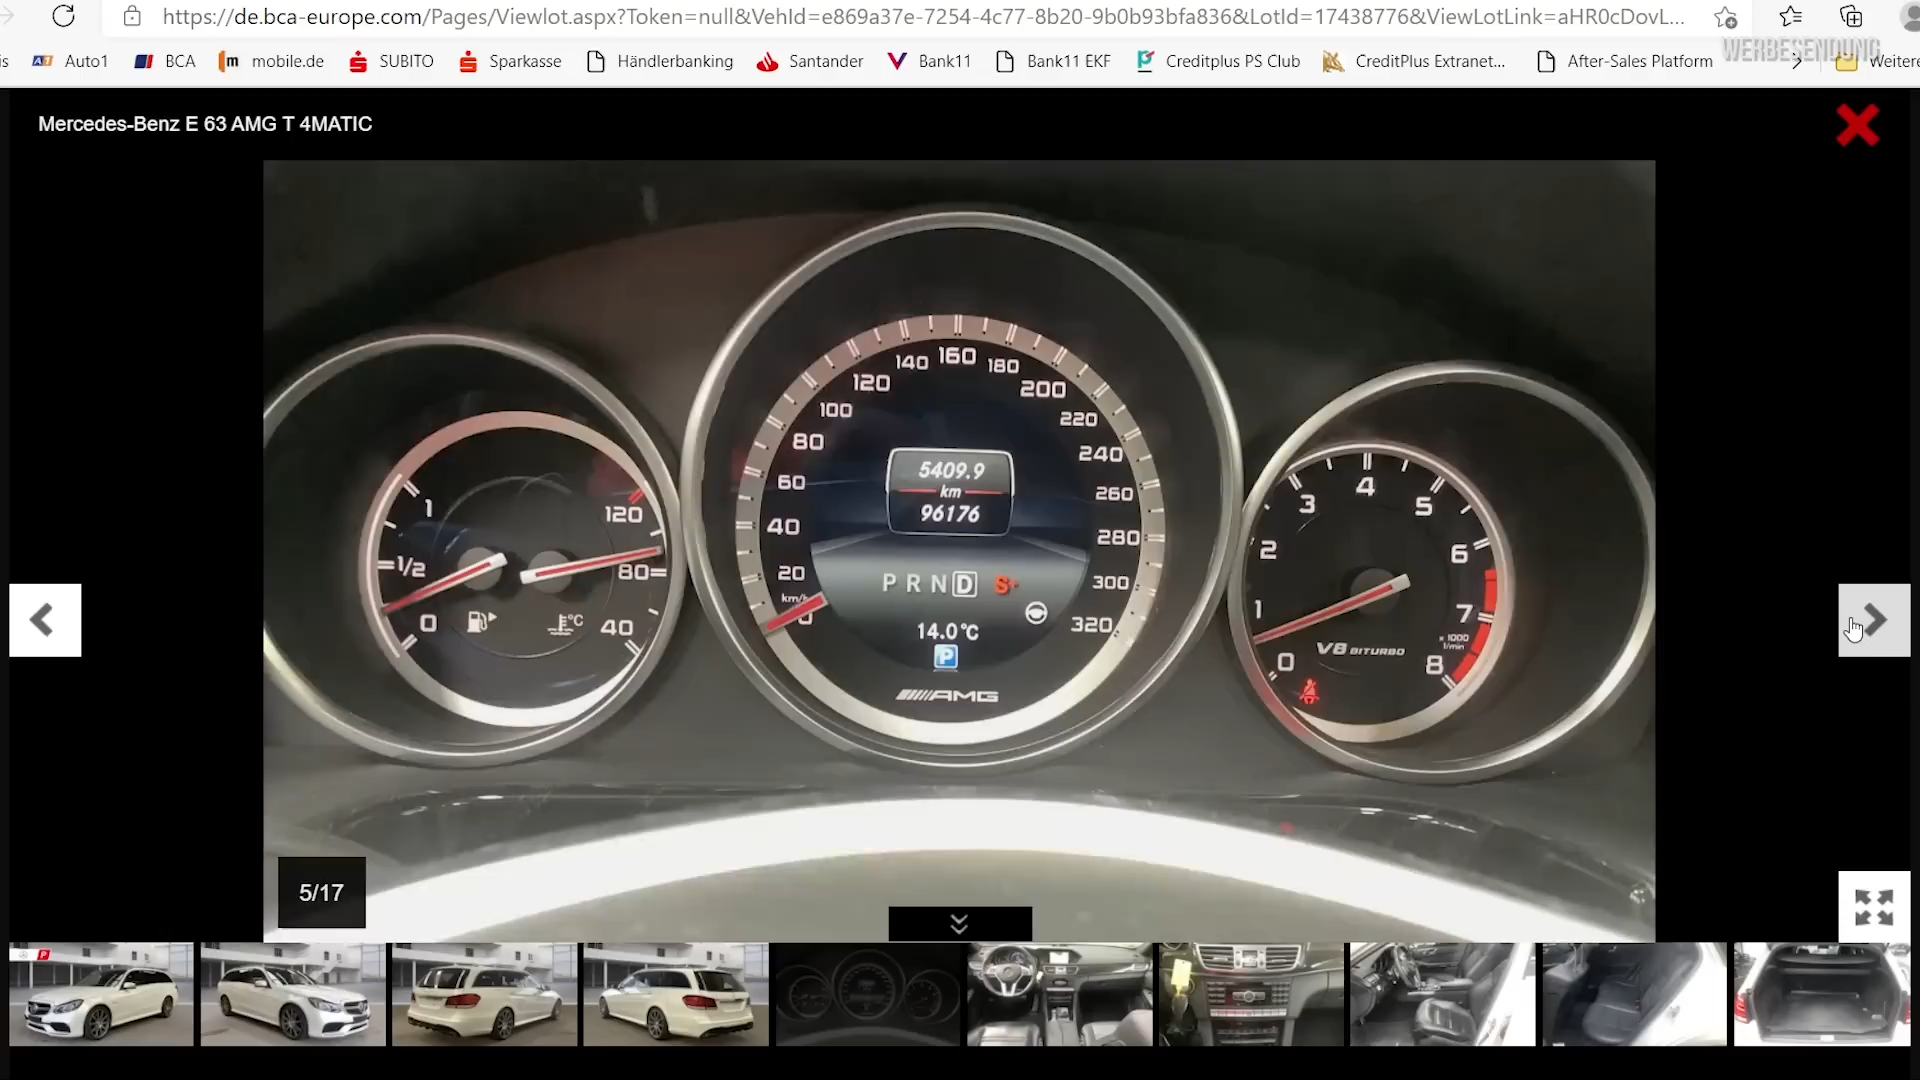 https://de.bca-europe.com/Pages/Viewlot.aspx?Token=null&VehId=e869a37e-7254-4c77-8b20-9b0b93bfa836&LotId=17438776&ViewLotLink=aHR0cDovL...
WERBESENDUNG
is Auto1 BCA mobile.de SUBITO Sparkasse Händlerbanking Santander Bank11 Bank11 EKF Creditplus PS Club CreditPlus Extranet... After-Sales Platform Weitere
Mercedes-Benz E 63 AMG T 4MATIC
1
1/2
0
120
80
40
°C
0
20
40
60
80
100
120
140
160
180
200
220
240
260
280
300
320
km/h
5409.9
km
96176
P R N D S+
14.0°C
P
AMG
0
1
2
3
4
5
6
7
8
x 1000
1/min
V8 BITURBO
5/17